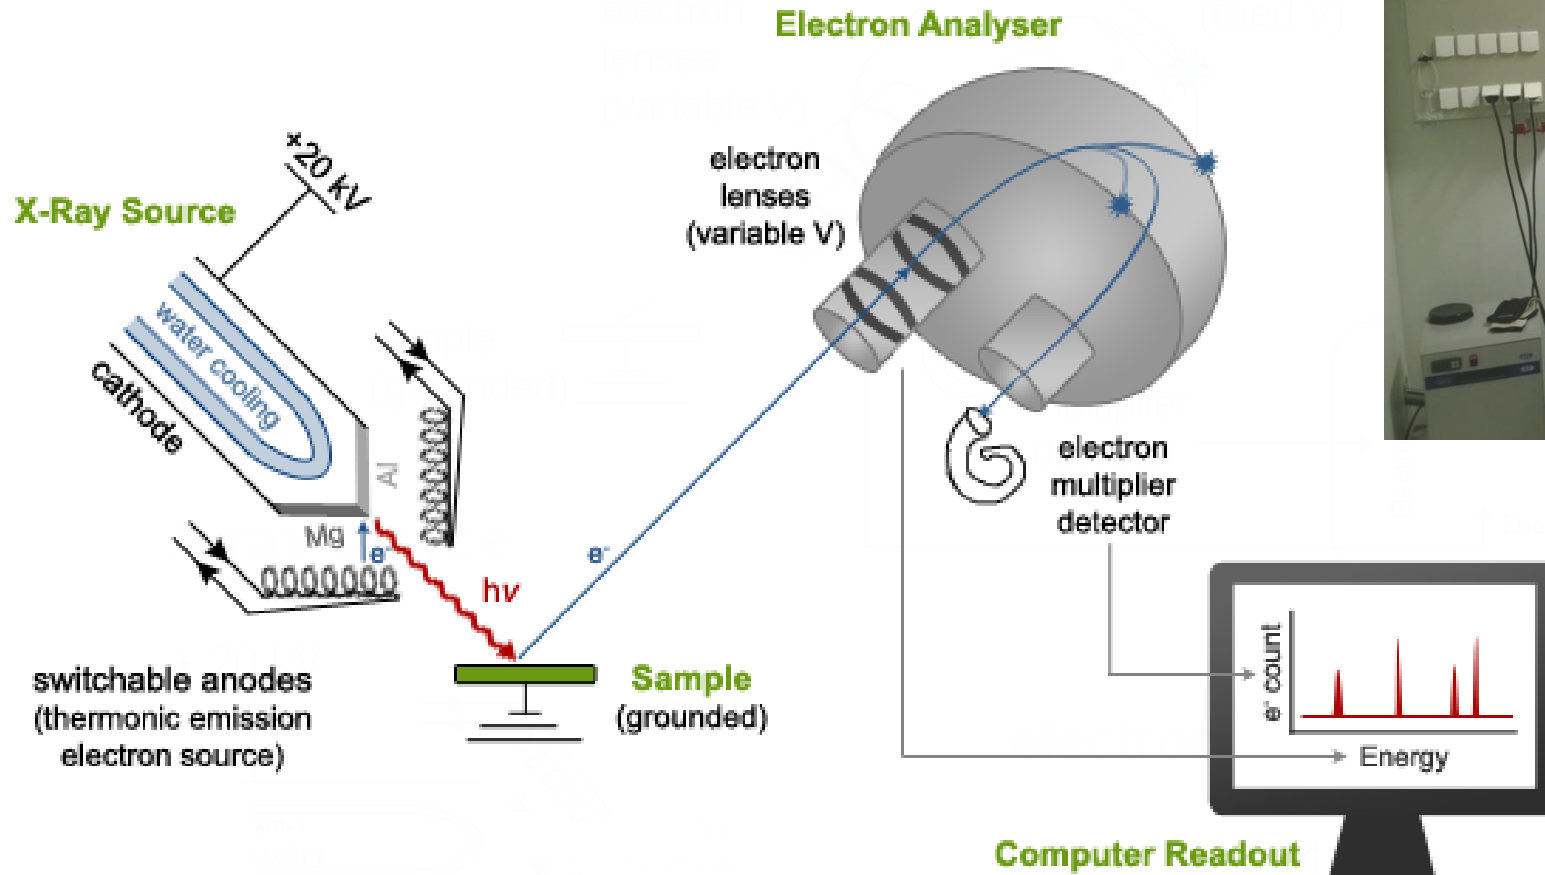 Electron Analyser
electron
lenses
(variable V)
+20 kV
X-Ray Source
water cooling
cathode
Al
Mg
e-
hν
e-
electron
multiplier
detector
switchable anodes
(thermonic emission
electron source)
Sample
(grounded)
e- count
Energy
Computer Readout